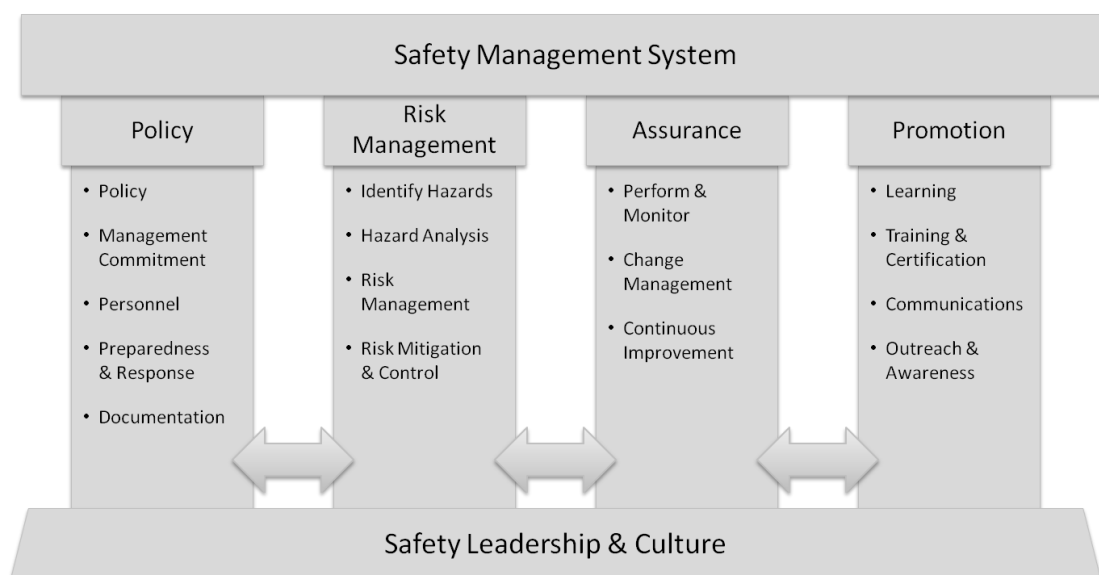 Safety Management System
Policy
• Policy
• Management
Commitment
• Personnel
• Preparedness
& Response
• Documentation
Risk
Management
• Identify Hazards
• Hazard Analysis
• Risk
Management
• Risk Mitigation
& Control
Assurance
• Perform &
Monitor
• Change
Management
• Continuous
Improvement
Promotion
• Learning
• Training &
Certification
• Communications
• Outreach &
Awareness
Safety Leadership & Culture